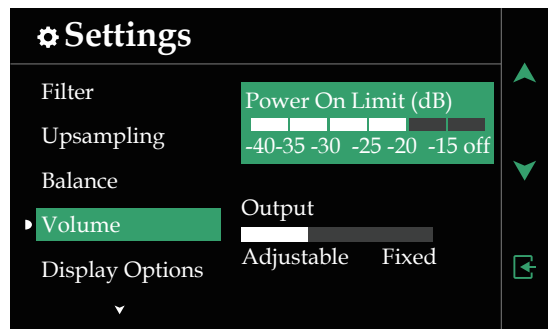 Settings
Filter
Upsampling
Balance
Volume
Display Options
Power On Limit (dB)
-40-35 -30 -25 -20 -15 off
Output
Adjustable Fixed